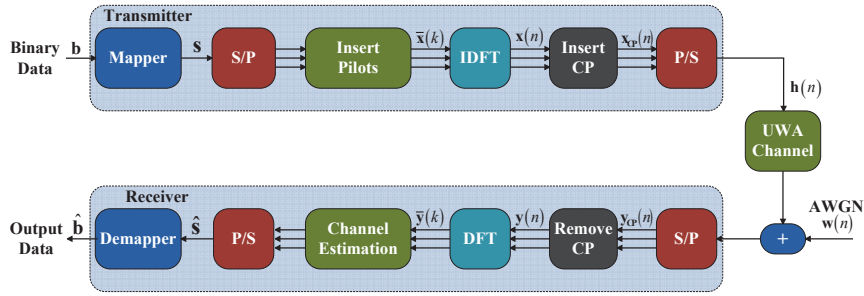 Transmitter
Binary
Data
b
Mapper
s
S/P
Insert
Pilots
x̄(k)
IDFT
x(n)
Insert
CP
x_CP(n)
P/S
h(n)
UWA
Channel
Receiver
Output
Data
b̂
Demapper
ŝ
P/S
Channel
Estimation
ȳ(k)
DFT
y(n)
Remove
CP
y_CP(n)
S/P
+
AWGN
w(n)